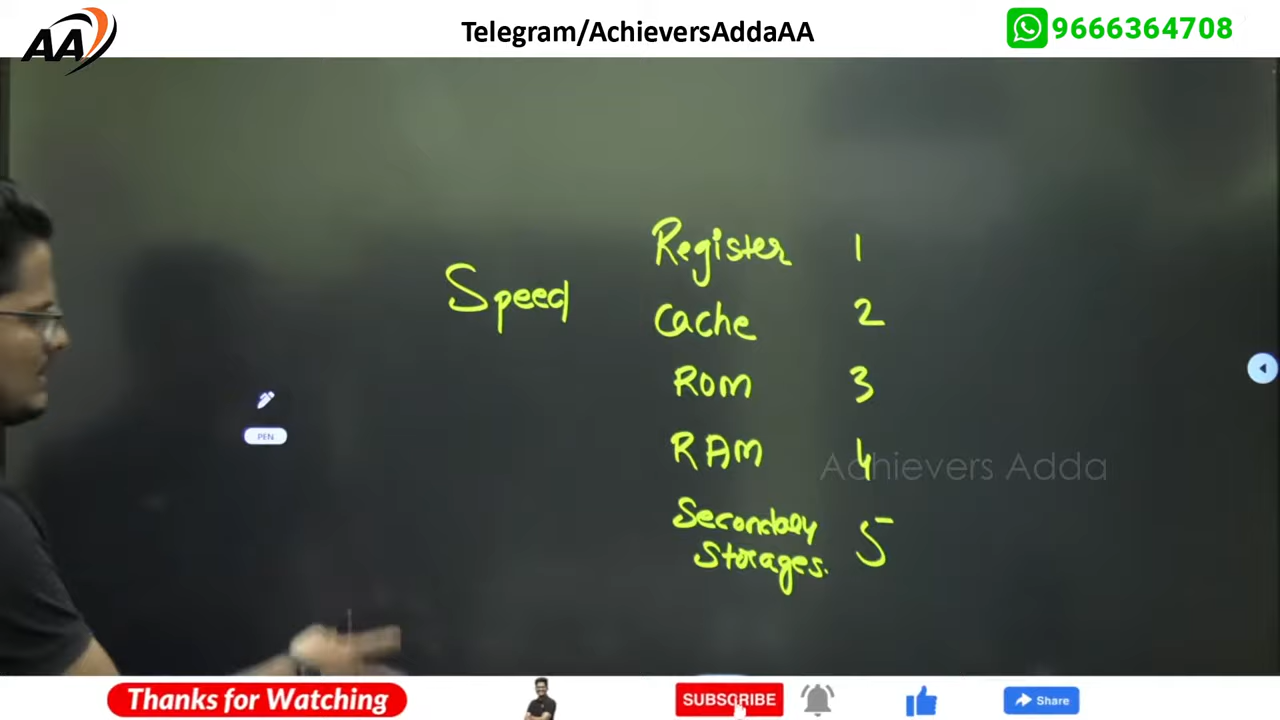 AA
Telegram/AchieversAddaAA
9666364708
Register 1
Speed
Cache 2
ROM 3
RAM 4
Achievers Adda
PEN
Secondary
Storages. 5
Thanks for Watching
SUBSCRIBE
Share